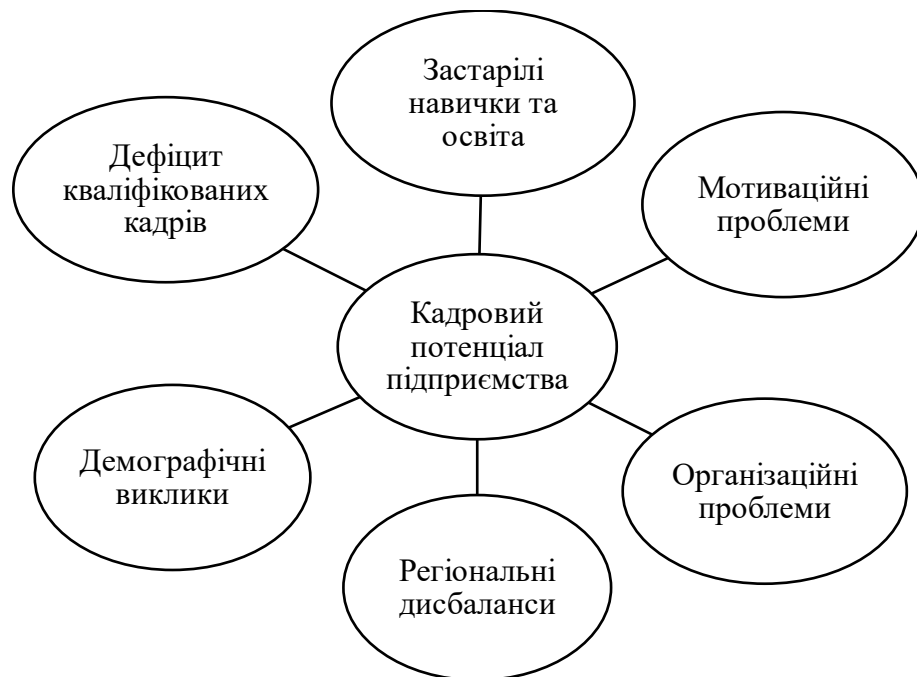 Застарілі
навички та
освіта
Дефіцит
кваліфікованих
кадрів
Мотиваційні
проблеми
Кадровий
потенціал
підприємства
Демографічні
виклики
Організаційні
проблеми
Регіональні
дисбаланси